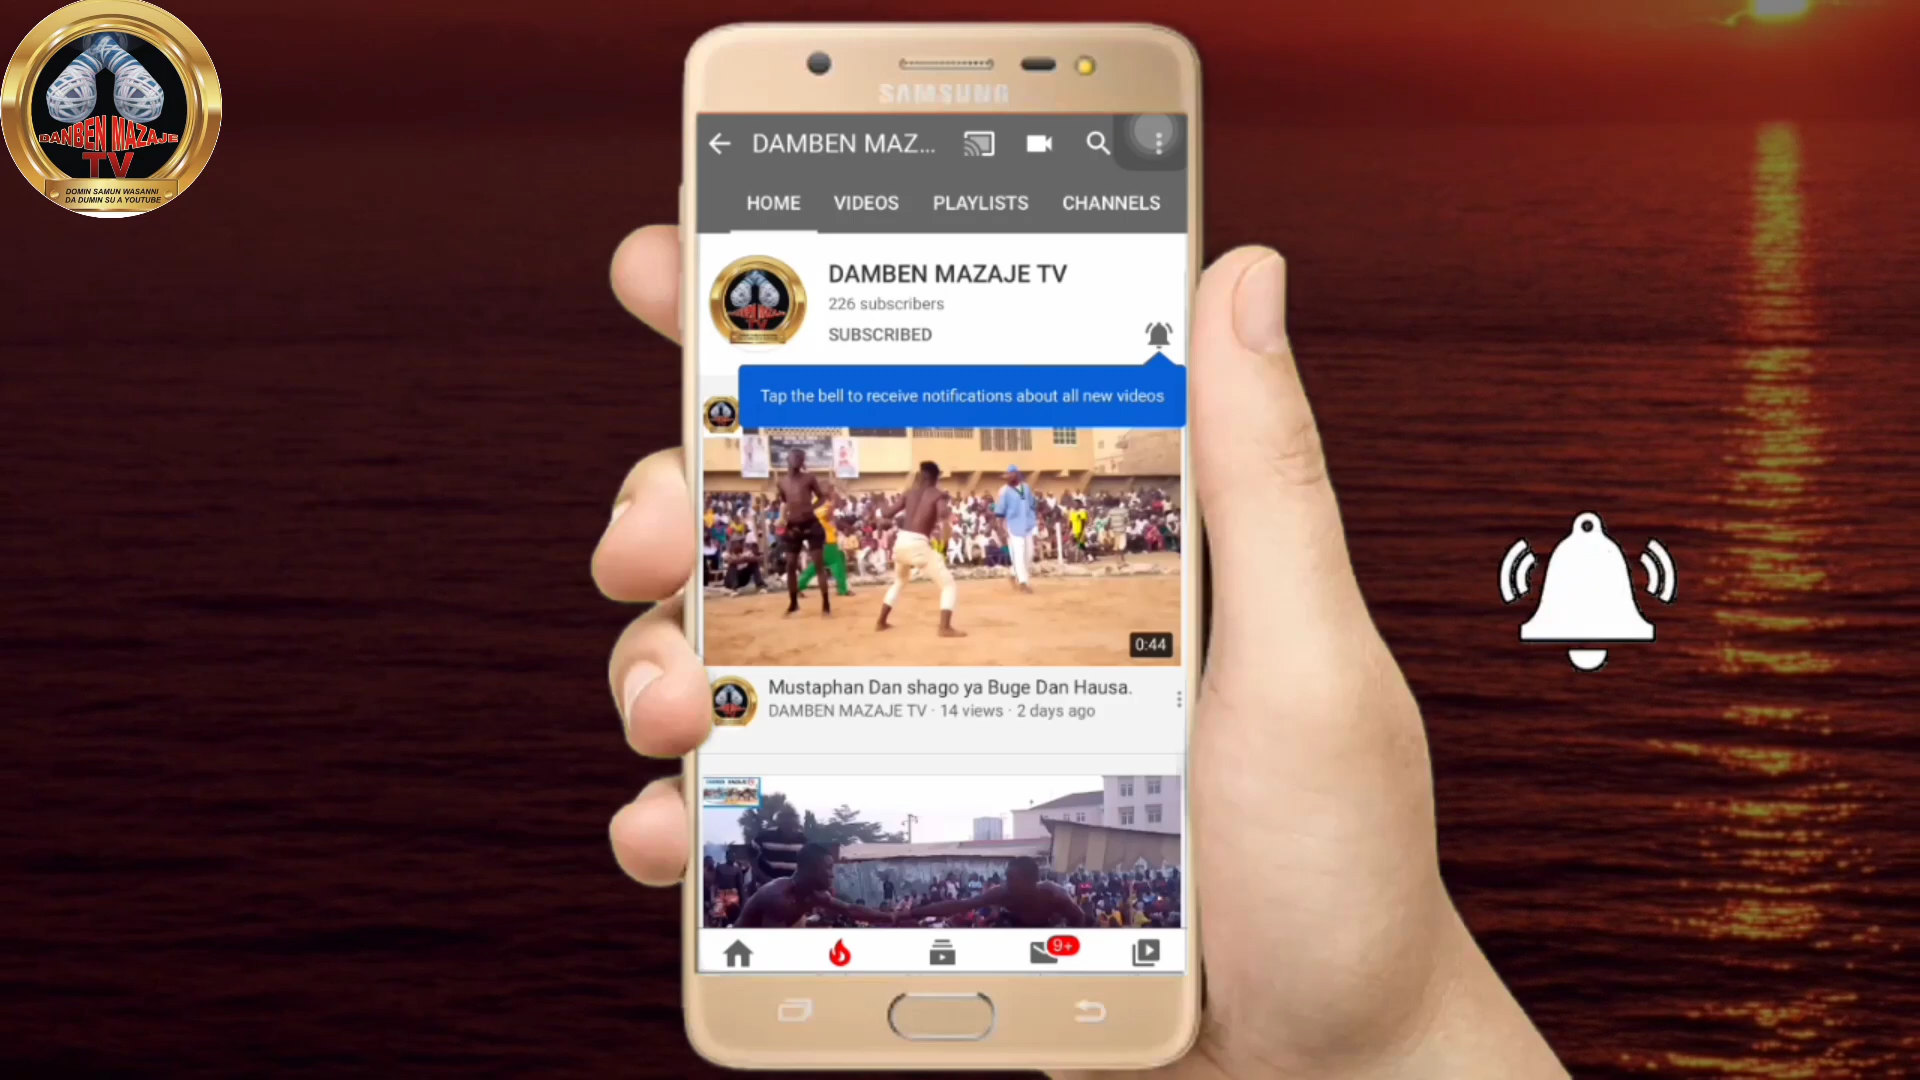 DANBEN MAZAJE
TV
DOMIN SAMUN WASANNI
DA DUMIN SU A YOUTUBE
SAMSUNG
DAMBEN MAZ...
HOME VIDEOS PLAYLISTS CHANNELS
DAMBEN MAZAJE TV
226 subscribers
SUBSCRIBED
Tap the bell to receive notifications about all new videos
0:44
Mustaphan Dan shago ya Buge Dan Hausa.
DAMBEN MAZAJE TV · 14 views · 2 days ago
9+